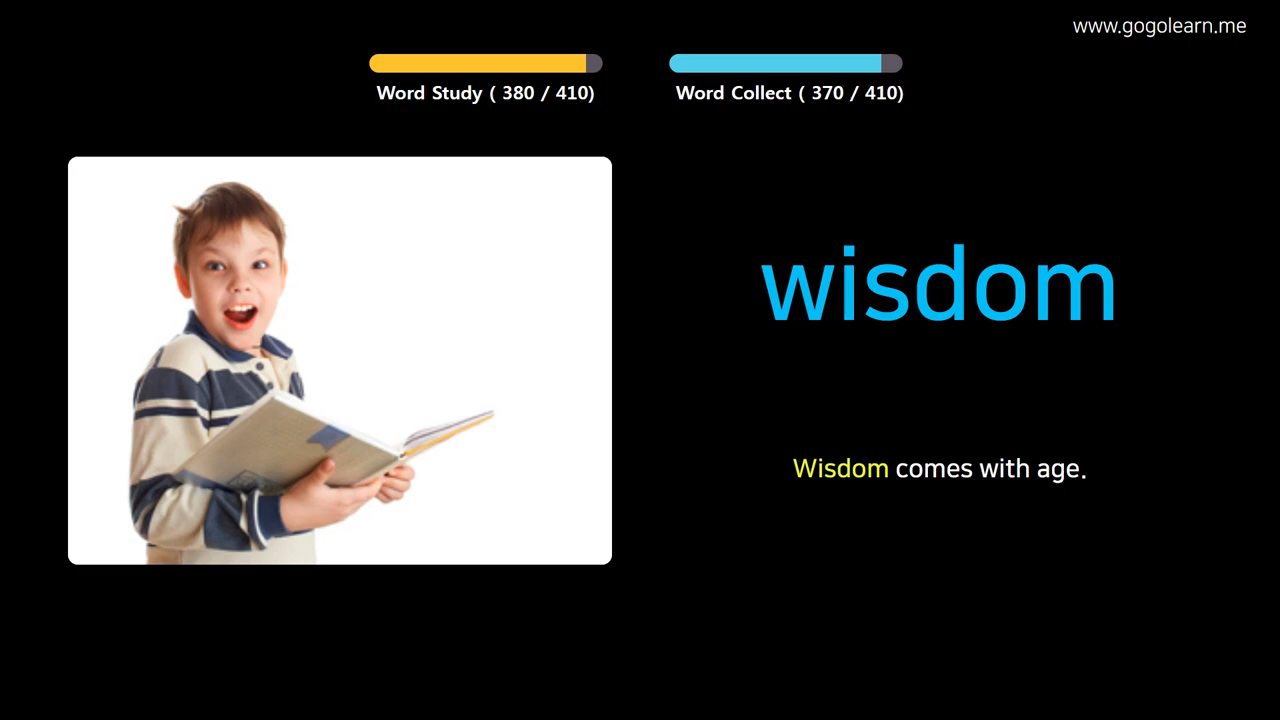 www.gogolearn.me
Word Study ( 380 / 410)
Word Collect ( 370 / 410)
wisdom
Wisdom comes with age.